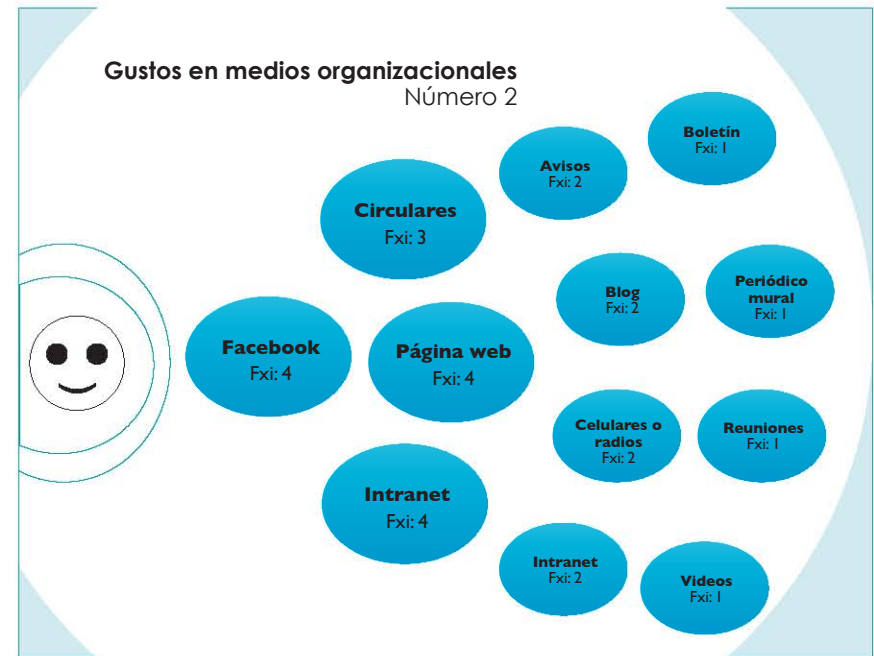 Gustos en medios organizacionales
Número 2
Boletín
Fxi: 1
Avisos
Fxi: 2
Circulares
Fxi: 3
Blog
Fxi: 2
Periódico
mural
Fxi: 1
Facebook
Fxi: 4
Página web
Fxi: 4
Celulares o
radios
Fxi: 2
Reuniones
Fxi: 1
Intranet
Fxi: 4
Intranet
Fxi: 2
Videos
Fxi: 1